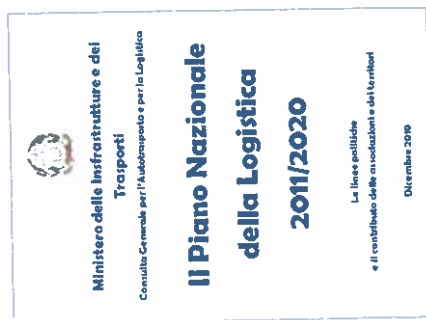 Ministero delle Insfrastrutture e dei
Trasporti
Consulta Generale per l'Autotrasporto e per la Logistica
Il Piano Nazionale
della Logistica
2011/2020
Le linee politiche
e il contributo delle associazioni e dei territori
Dicembre 2010